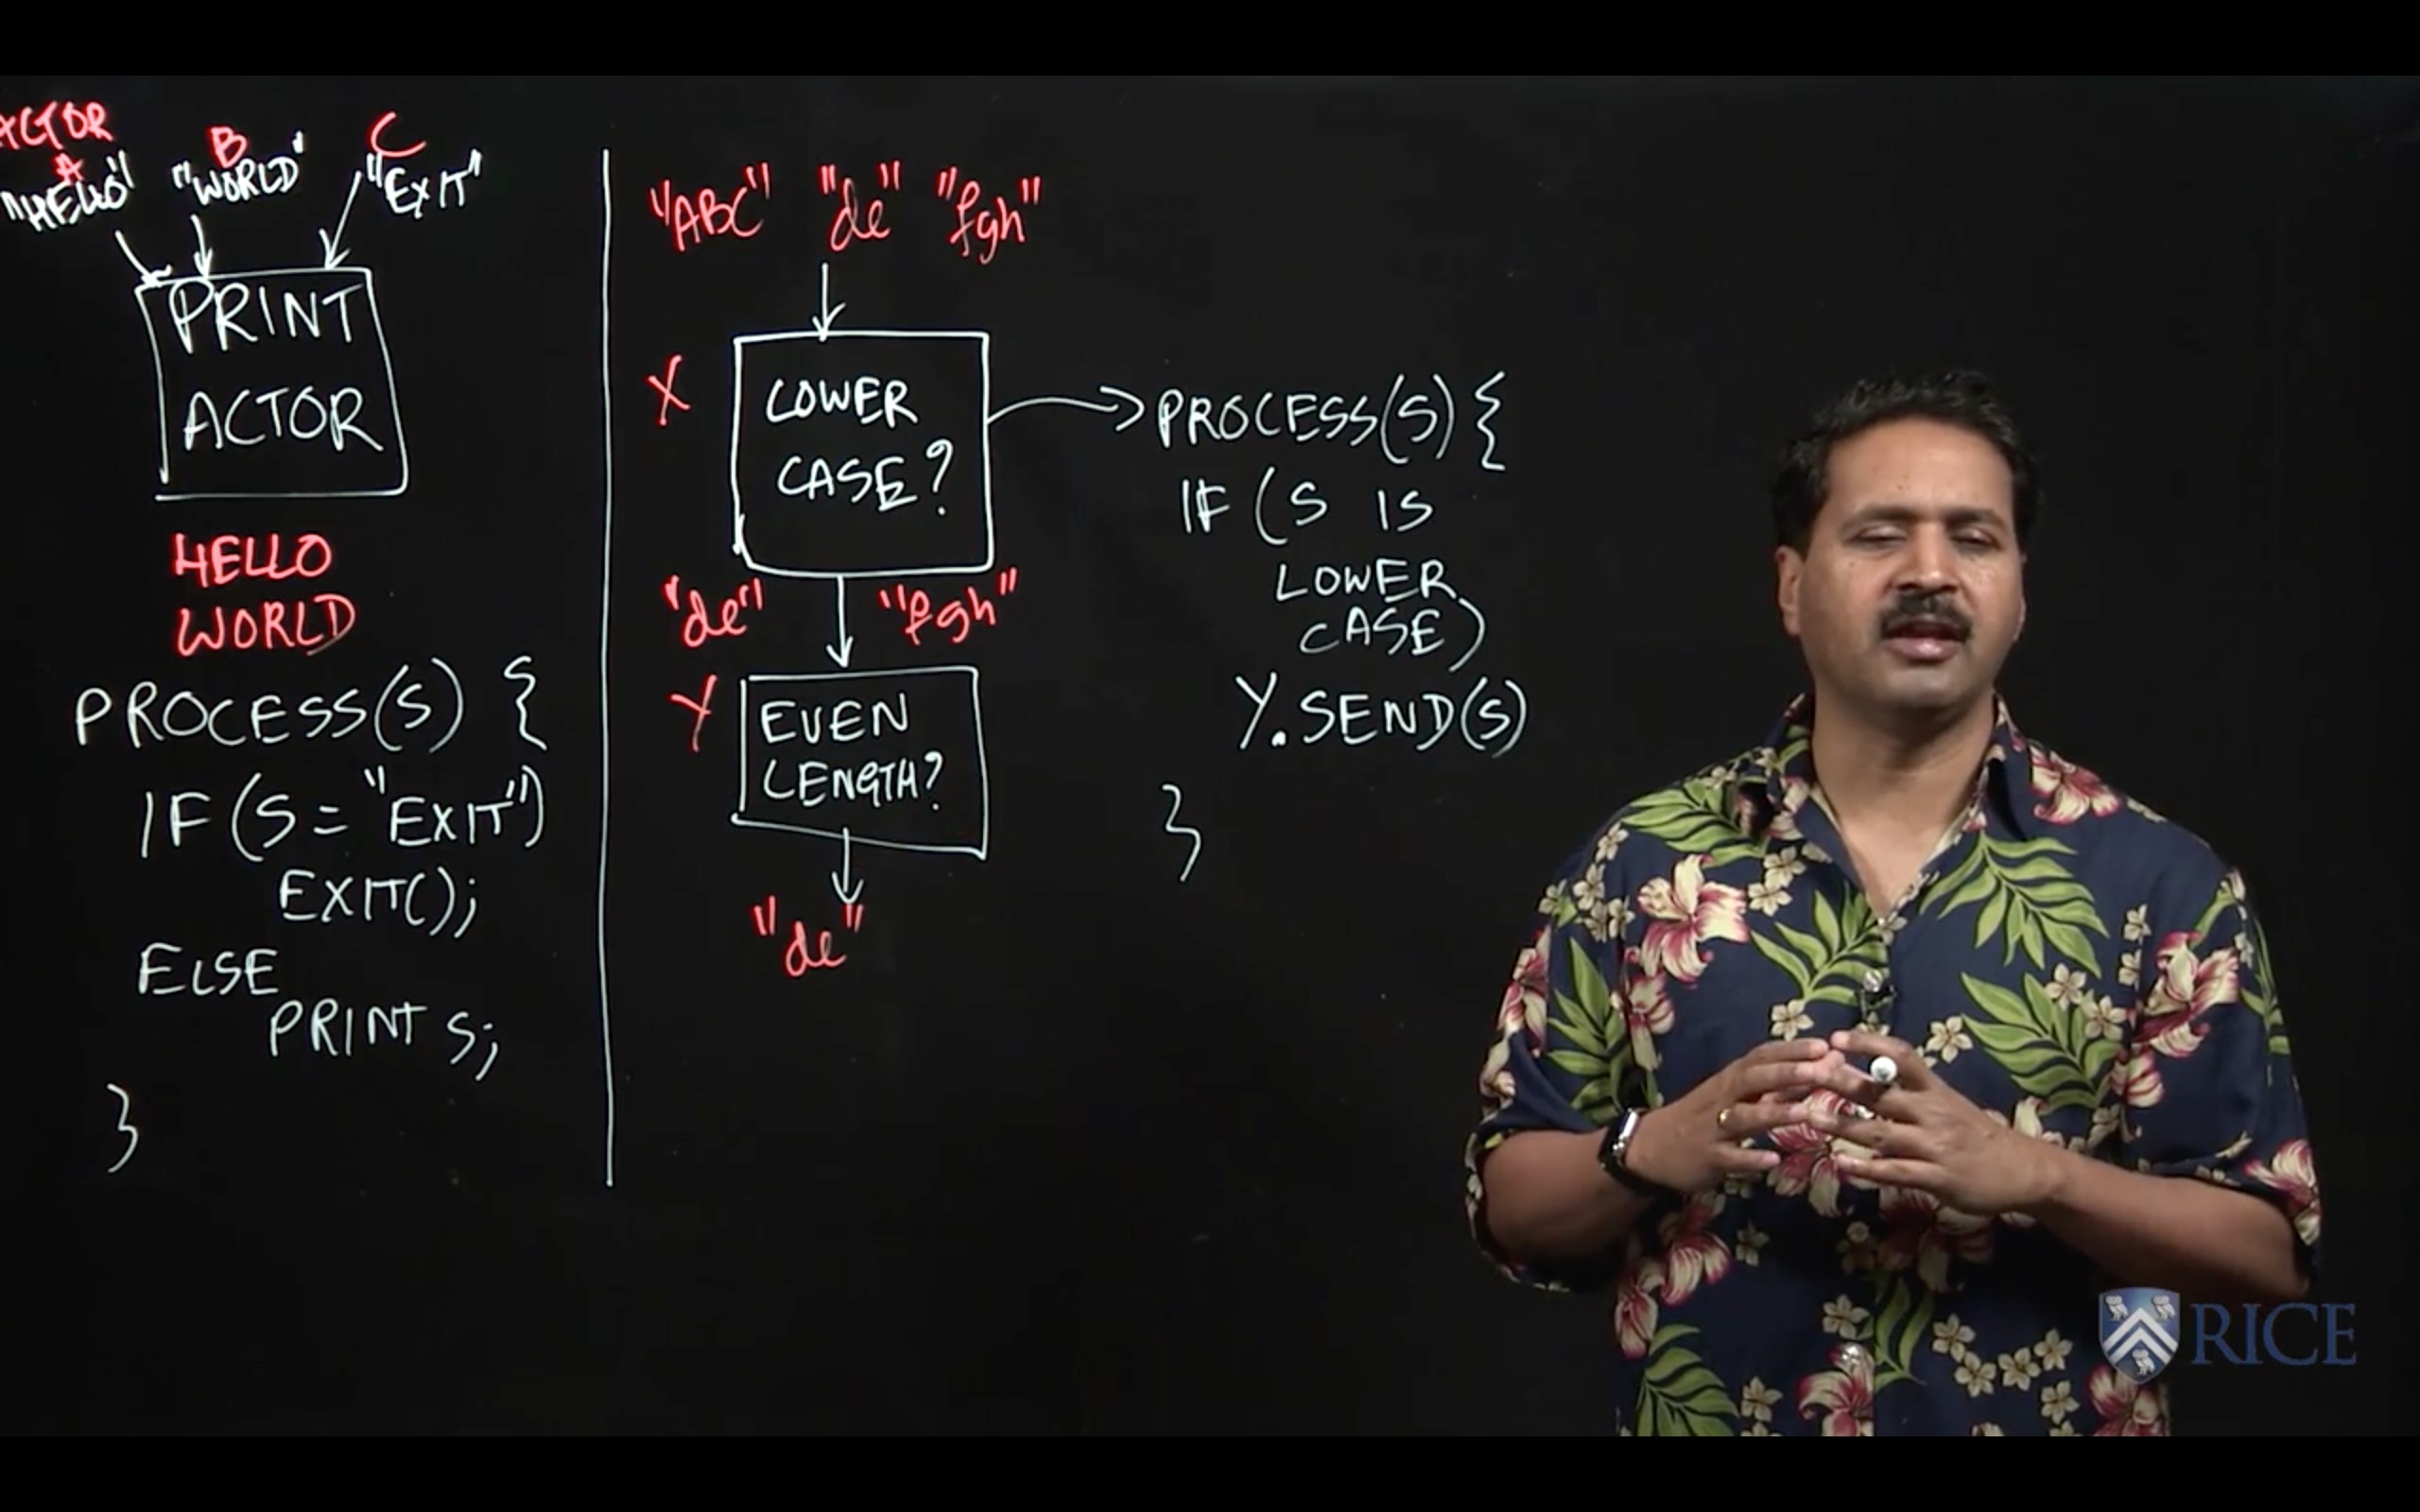 ACTOR
A B C
"HELLO" "WORLD" "EXIT"
PRINT
ACTOR
HELLO
WORLD
PROCESS(S) {
IF (S = "EXIT")
EXIT();
ELSE
PRINT S;
}
"ABC" "de" "fgh"
X
LOWER
CASE?
"de" "fgh"
Y
EVEN
LENGTH?
"de"
PROCESS(S) {
IF (S IS
LOWER
CASE)
Y.SEND(S)
}
RICE